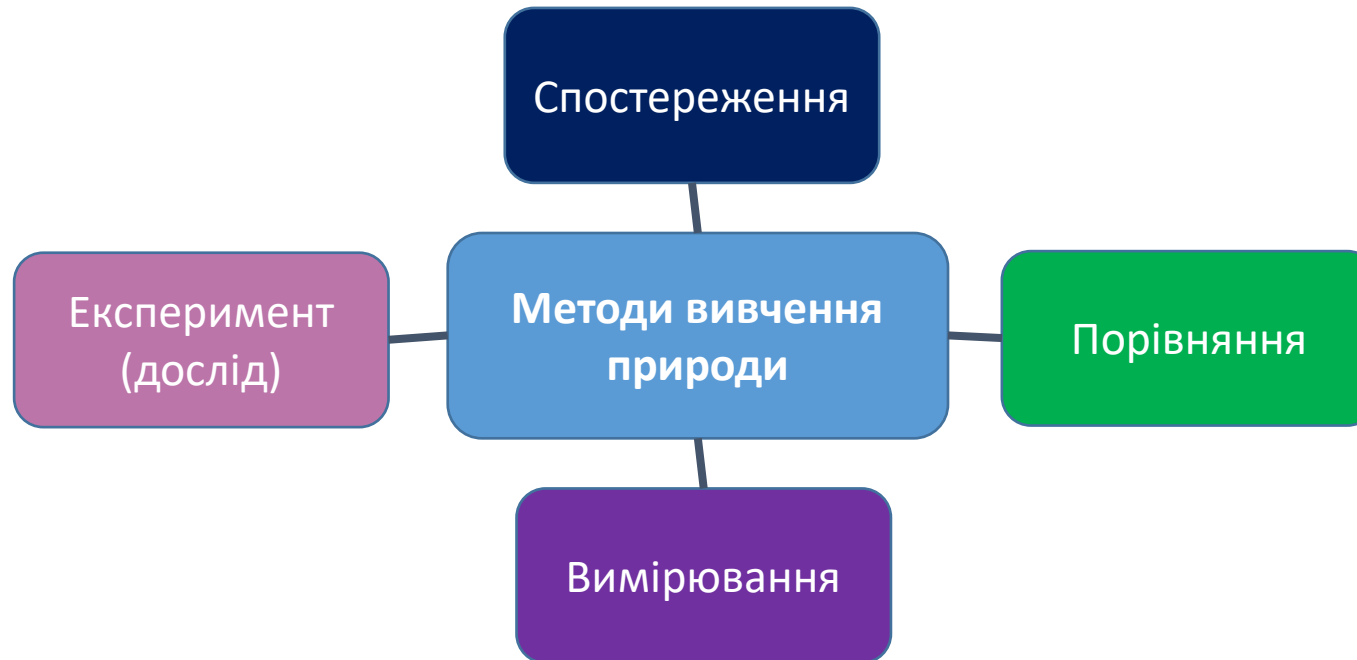 Спостереження
Експеримент
(дослід)
Методи вивчення
природи
Порівняння
Вимірювання